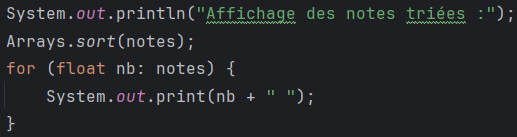 System.out.println("Affichage des notes triées :");
Arrays.sort(notes);
for (float nb: notes) {
    System.out.print(nb + " ");
}